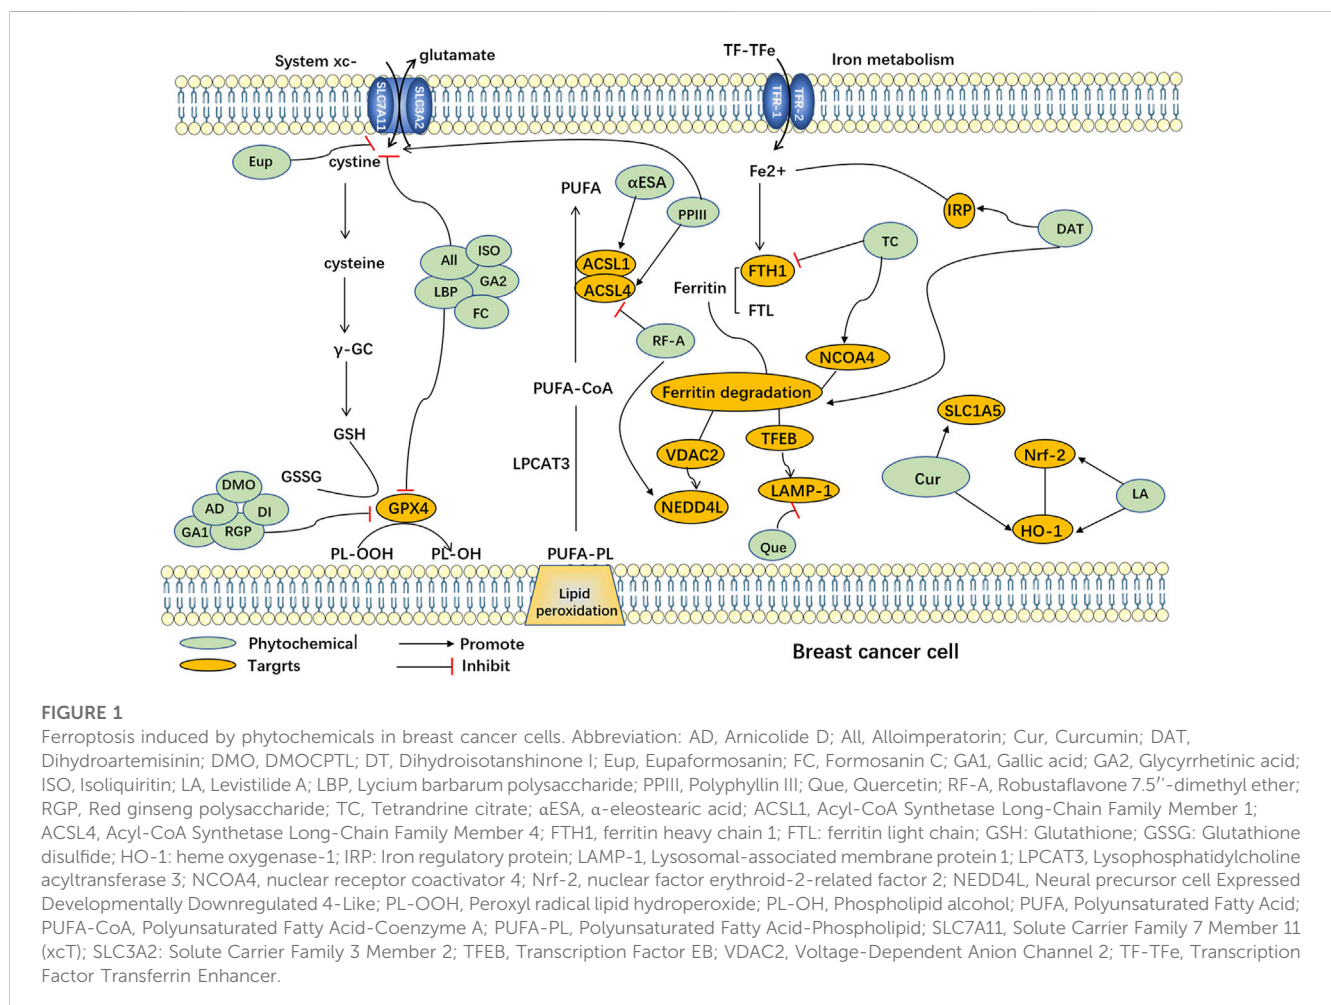 System xc-
glutamate
TF-TFe
Iron metabolism
SLC7A11
SLC3A2
TFR-1
TFR-2
Eup
cystine
PUFA
αESA
PPIII
Fe2+
IRP
DAT
TC
All
ISO
GA2
LBP
FC
cysteine
ACSL1
ACSL4
Ferritin
FTH1
FTL
γ-GC
RF-A
NCOA4
PUFA-CoA
Ferritin degradation
SLC1A5
GSH
TFEB
VDAC2
Nrf-2
GSSG
LPCAT3
Cur
DMO
AD
DI
GA1
RGP
GPX4
NEDD4L
LAMP-1
LA
HO-1
Que
PL-OOH
PL-OH
PUFA-PL
Lipid
peroxidation
Phytochemical
Promote
Targrts
Inhibit
Breast cancer cell
FIGURE 1
Ferroptosis induced by phytochemicals in breast cancer cells. Abbreviation: AD, Arnicolide D; All, Alloimperatorin; Cur, Curcumin; DAT,
Dihydroartemisinin; DMO, DMOCPTL; DT, Dihydroisotanshinone I; Eup, Eupaformosanin; FC, Formosanin C; GA1, Gallic acid; GA2, Glycyrrhetinic acid;
ISO, Isoliquiritin; LA, Levistilide A; LBP, Lycium barbarum polysaccharide; PPIII, Polyphyllin III; Que, Quercetin; RF-A, Robustaflavone 7.5′′-dimethyl ether;
RGP, Red ginseng polysaccharide; TC, Tetrandrine citrate; αESA, α-eleostearic acid; ACSL1, Acyl-CoA Synthetase Long-Chain Family Member 1;
ACSL4, Acyl-CoA Synthetase Long-Chain Family Member 4; FTH1, ferritin heavy chain 1; FTL: ferritin light chain; GSH: Glutathione; GSSG: Glutathione
disulfide; HO-1: heme oxygenase-1; IRP: Iron regulatory protein; LAMP-1, Lysosomal-associated membrane protein 1; LPCAT3, Lysophosphatidylcholine
acyltransferase 3; NCOA4, nuclear receptor coactivator 4; Nrf-2, nuclear factor erythroid-2-related factor 2; NEDD4L, Neural precursor cell Expressed
Developmentally Downregulated 4-Like; PL-OOH, Peroxyl radical lipid hydroperoxide; PL-OH, Phospholipid alcohol; PUFA, Polyunsaturated Fatty Acid;
PUFA-CoA, Polyunsaturated Fatty Acid-Coenzyme A; PUFA-PL, Polyunsaturated Fatty Acid-Phospholipid; SLC7A11, Solute Carrier Family 7 Member 11
(xcT); SLC3A2: Solute Carrier Family 3 Member 2; TFEB, Transcription Factor EB; VDAC2, Voltage-Dependent Anion Channel 2; TF-TFe, Transcription
Factor Transferrin Enhancer.